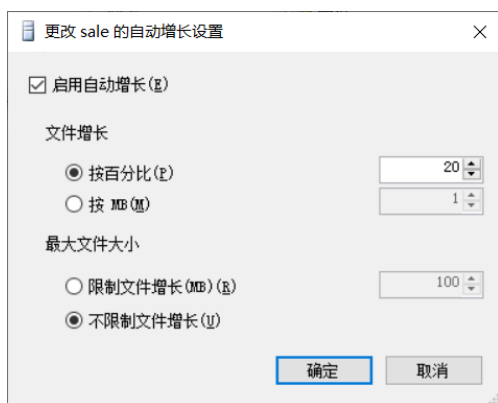 更改 sale 的自动增长设置
启用自动增长(E)
文件增长
按百分比(P) 20
按 MB(M) 1
最大文件大小
限制文件增长(MB)(R) 100
不限制文件增长(U)
确定 取消